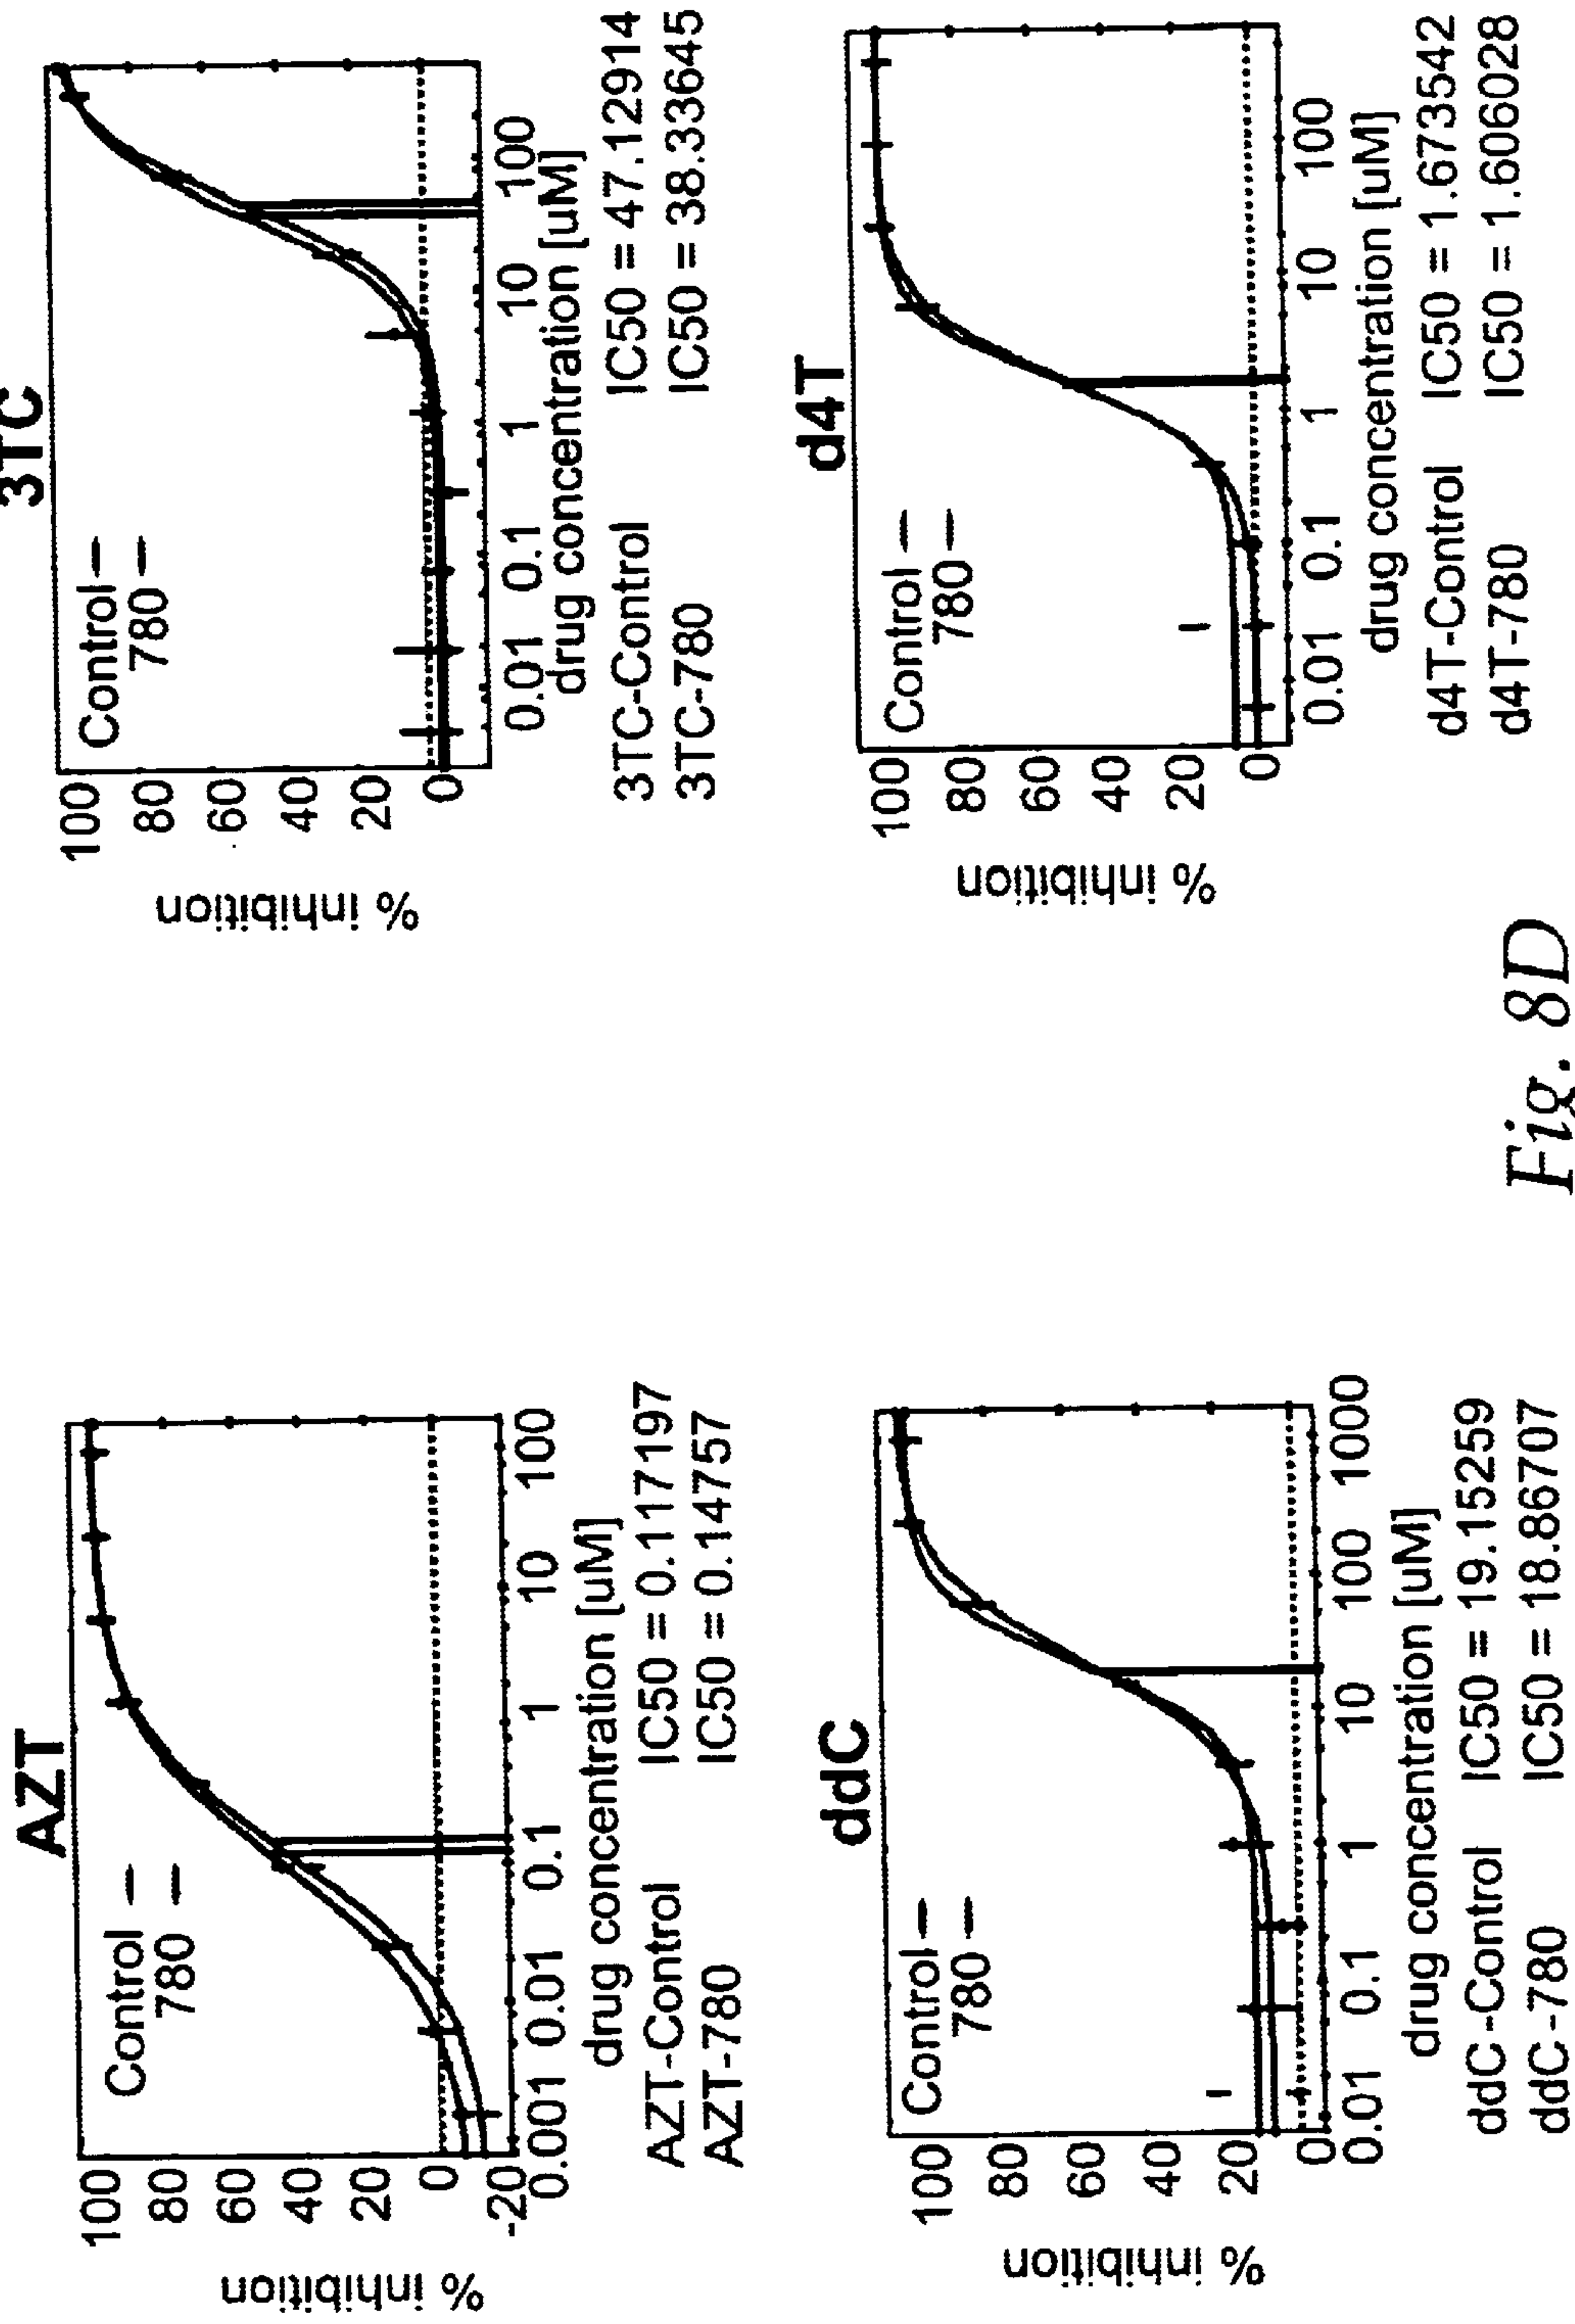 AZT
% inhibition
100
80
60
40
20
0
-20
Control
780
0.001 0.01 0.1 1 10 100
drug concentration [uM]
AZT-Control IC50 = 0.117197
AZT-780 IC50 = 0.14757
3TC
% inhibition
100
80
60
40
20
0
Control
780
0.01 0.1 1 10 100
drug concentration [uM]
3TC-Control IC50 = 47.12914
3TC-780 IC50 = 38.33645
ddC
% inhibition
100
80
60
40
20
0
Control
780
0.01 0.1 1 10 100 1000
drug concentration [uM]
ddC-Control IC50 = 19.15259
ddC-780 IC50 = 18.86707
d4T
% inhibition
100
80
60
40
20
0
Control
780
0.01 0.1 1 10 100
drug concentration [uM]
d4T-Control IC50 = 1.673542
d4T-780 IC50 = 1.606028
Fig. 8D